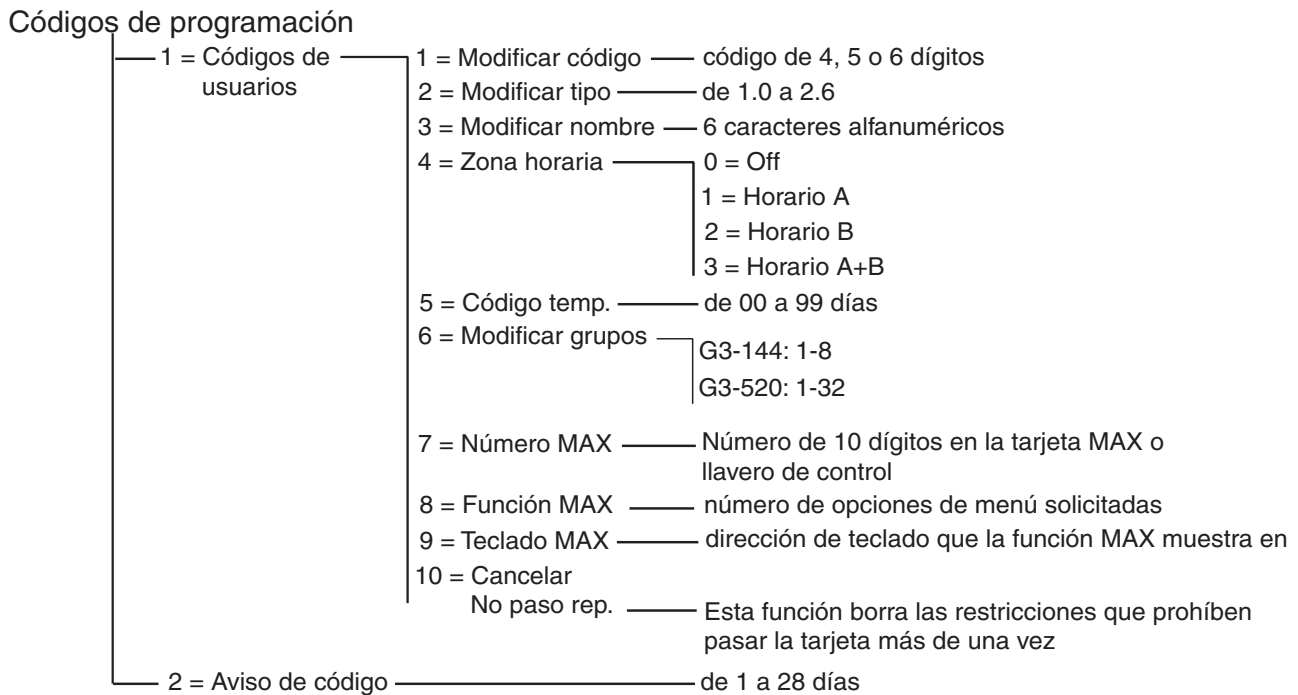 Códigos de programación
1 = Códigos de usuarios
1 = Modificar código
código de 4, 5 o 6 dígitos
2 = Modificar tipo
de 1.0 a 2.6
3 = Modificar nombre
6 caracteres alfanuméricos
4 = Zona horaria
0 = Off
1 = Horario A
2 = Horario B
3 = Horario A+B
5 = Código temp.
de 00 a 99 días
6 = Modificar grupos
G3-144: 1-8
G3-520: 1-32
7 = Número MAX
Número de 10 dígitos en la tarjeta MAX o
llavero de control
8 = Función MAX
número de opciones de menú solicitadas
9 = Teclado MAX
dirección de teclado que la función MAX muestra en
10 = Cancelar
No paso rep.
Esta función borra las restricciones que prohíben
pasar la tarjeta más de una vez
2 = Aviso de código
de 1 a 28 días